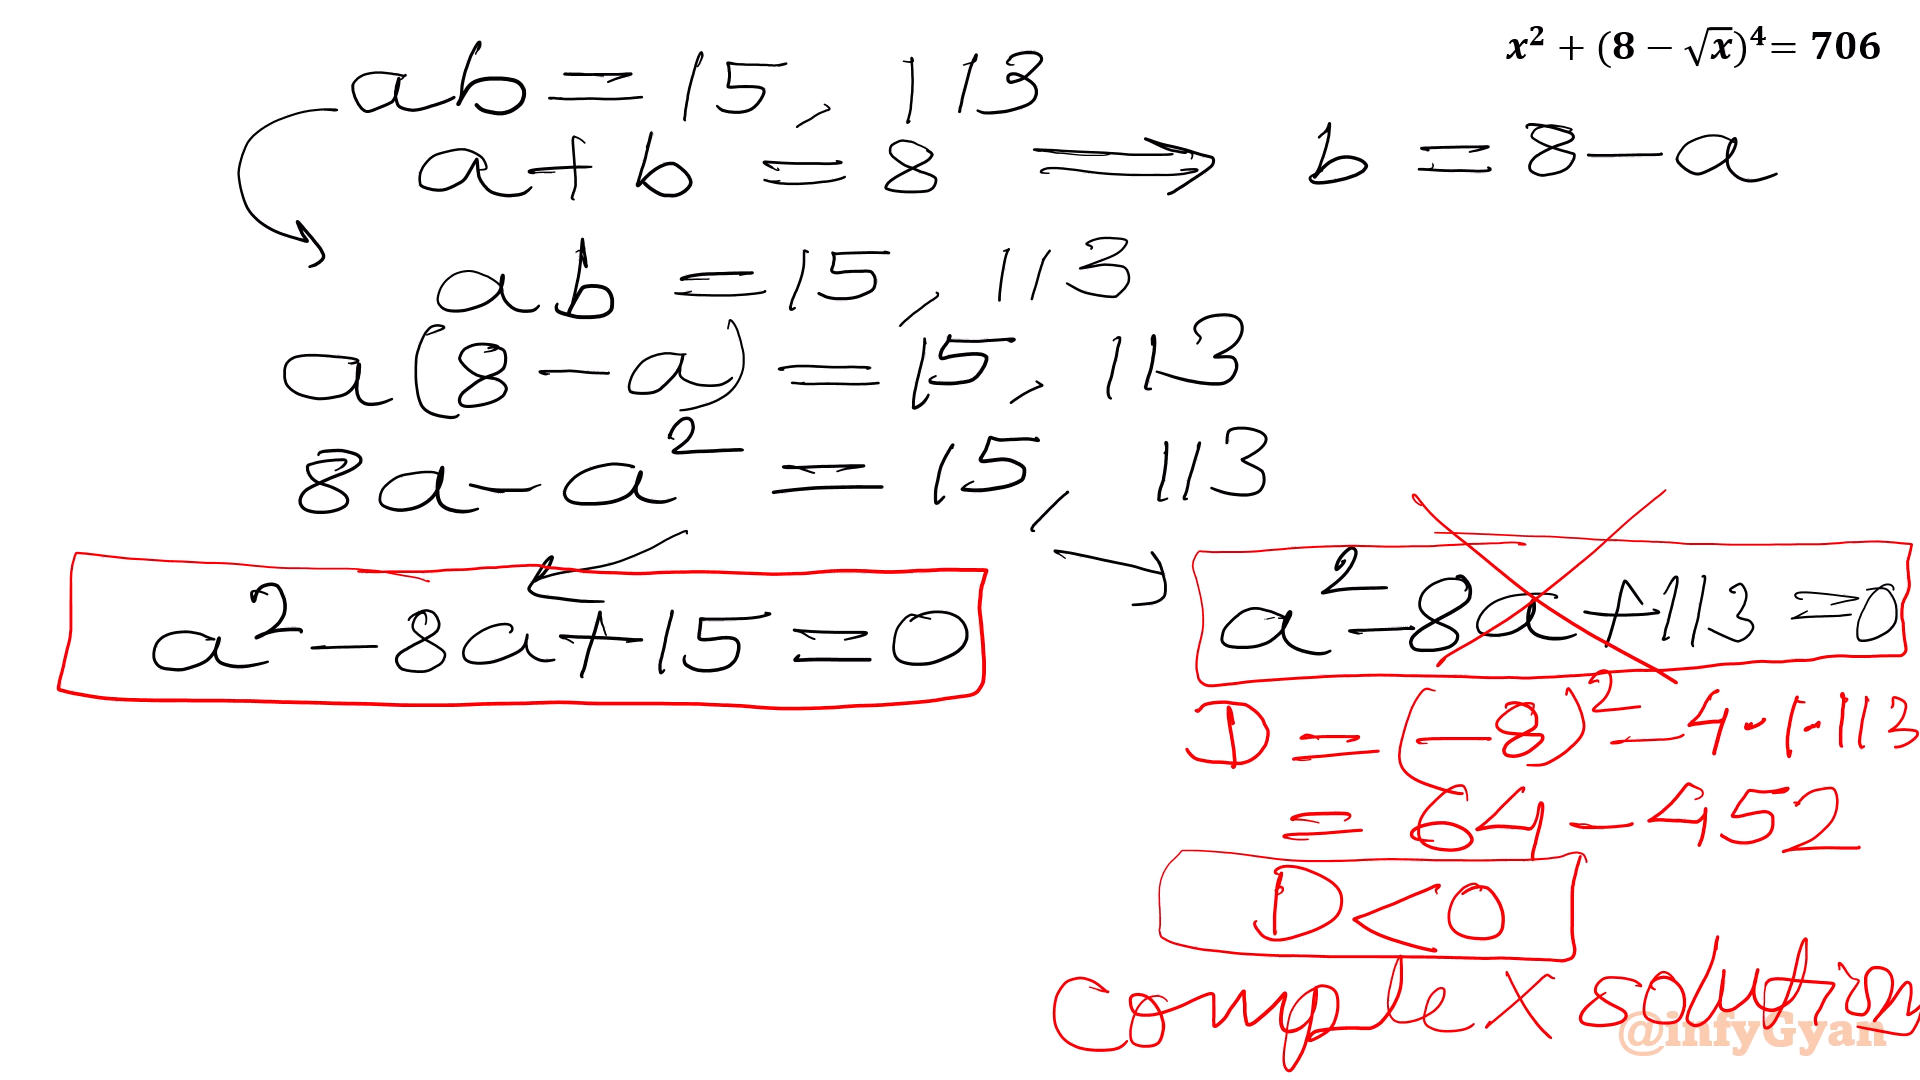 x² + (8 − √x)⁴ = 706
ab = 15, 113
a + b = 8 ⟹ b = 8 − a
ab = 15, 113
a(8 − a) = 15, 113
8a − a² = 15, 113
a² − 8a + 15 = 0
a² − 8a + 113 = 0
D = (−8)² − 4·1·113
= 64 − 452
D < 0
Complex solution
@infyGyan